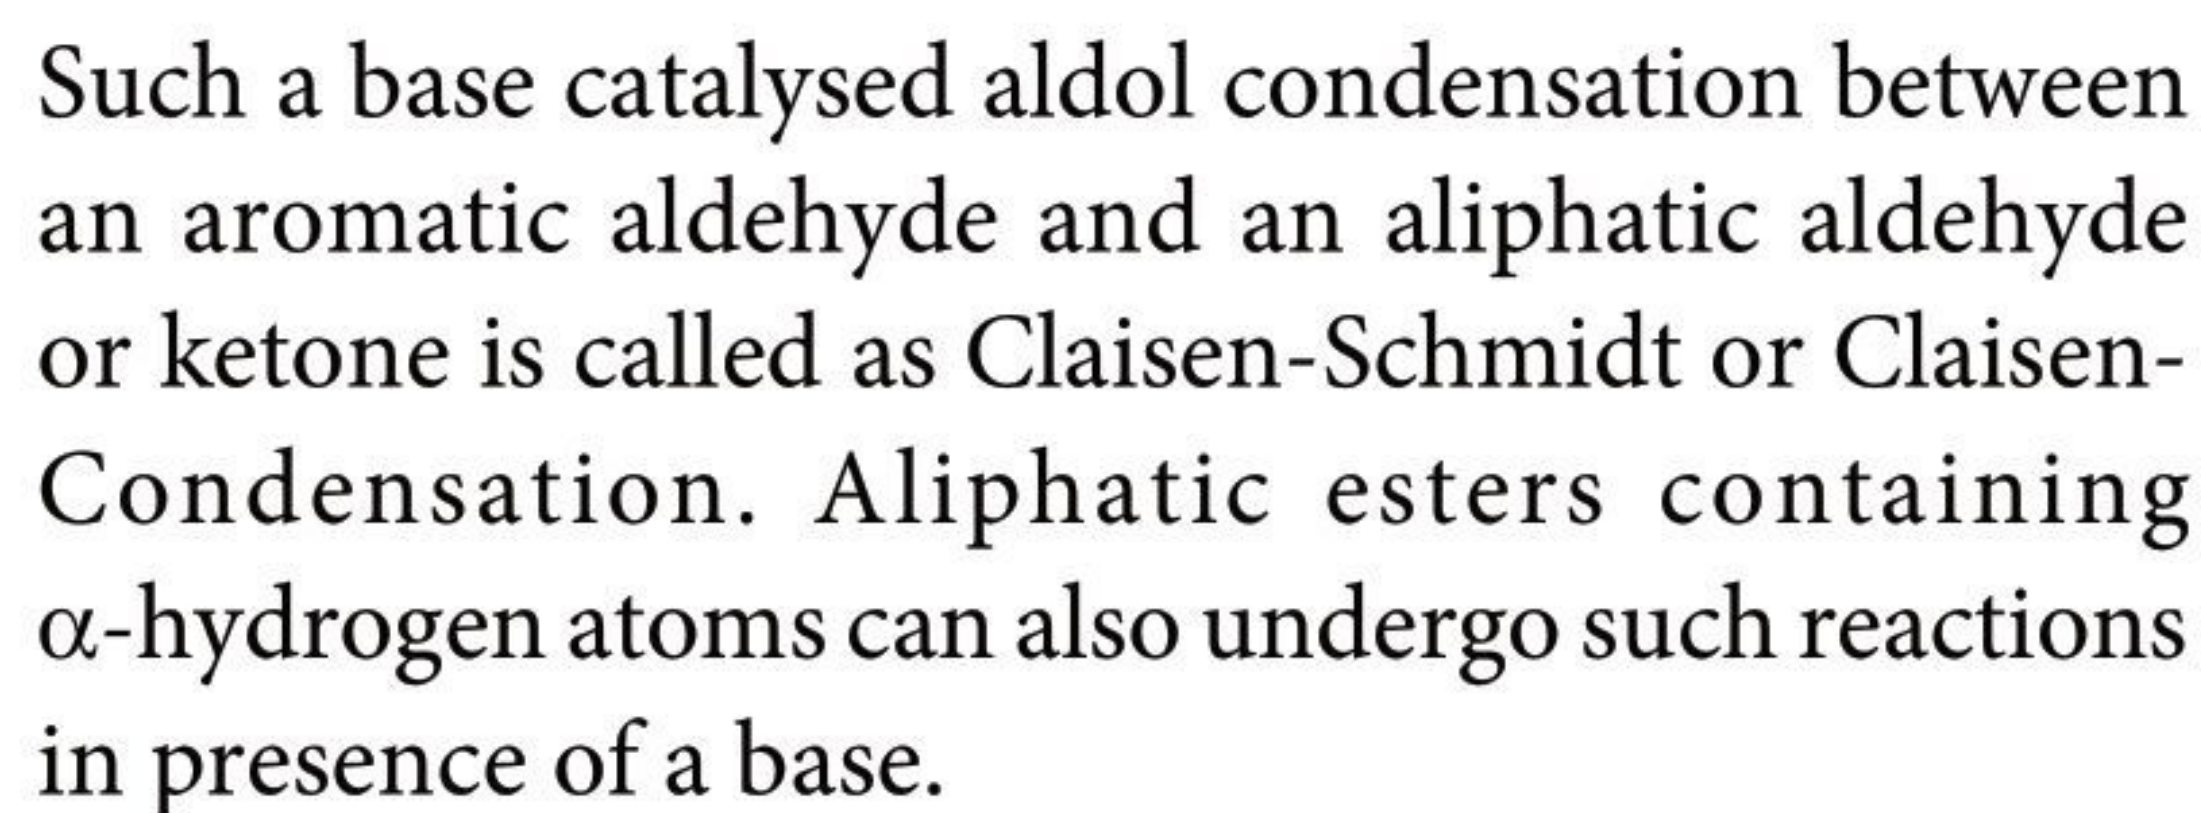 Such a base catalysed aldol condensation between
an aromatic aldehyde and an aliphatic aldehyde
or ketone is called as Claisen-Schmidt or Claisen-
Condensation. Aliphatic esters containing
α-hydrogen atoms can also undergo such reactions
in presence of a base.